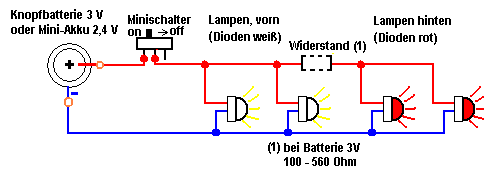 Knopfbatterie 3 V
oder Mini-Akku 2,4 V
Minischalter
on → off
Lampen, vorn
(Dioden weiß)
Widerstand (1)
Lampen hinten
(Dioden rot)
+
-
(1) bei Batterie 3V
100 - 560 Ohm